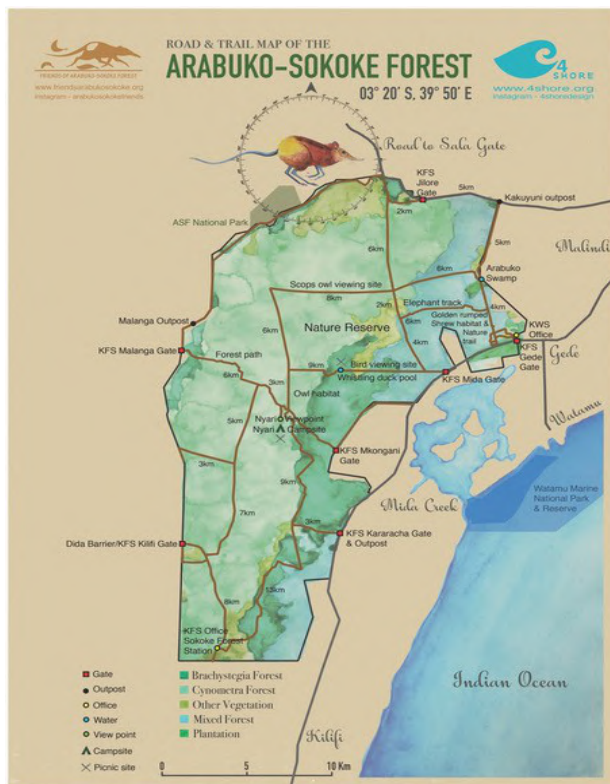 FRIENDS OF ARABUKO-SOKOKE FOREST
www.friendsarabukosokoke.org
instagram - arabukosokokefriends
ROAD & TRAIL MAP OF THE
ARABUKO-SOKOKE FOREST
03° 20' S, 39° 50' E
4
SHORE
www.4shore.org
instagram - 4shoredesign
Road to Sala Gate
KFS
Jilore
Gate
5km
Kakuyuni outpost
2km
ASF National Park
Malindi
5km
6km
8km
Arabuko
Swamp
Scops owl viewing site
8km
2km
Elephant track
4km
Golden rumped
Shrew habitat &
Nature
trail
6km
KWS
Office
Malanga Outpost
6km
Nature Reserve
4km
KFS
Gede
Gate
Gede
KFS Malanga Gate
Forest path
6km
9km
Bird viewing site
Whistling duck pool
KFS Mida Gate
3km
Owl habitat
Watamu
5km
Nyari Viewpoint
Nyari Campsite
KFS Mkongani
Gate
3km
9km
Mida Creek
Watamu Marine
National Park
& Reserve
7km
3km
KFS Kararacha Gate
& Outpost
Dida Barrier/KFS Kilifi Gate
8km
13km
KFS Office
Sokoke Forest
Station
Indian Ocean
Kilifi
Gate
Outpost
Office
Water
View point
Campsite
Picnic site
Brachystegia Forest
Cynometra Forest
Other Vegetation
Mixed Forest
Plantation
0
5
10 Km